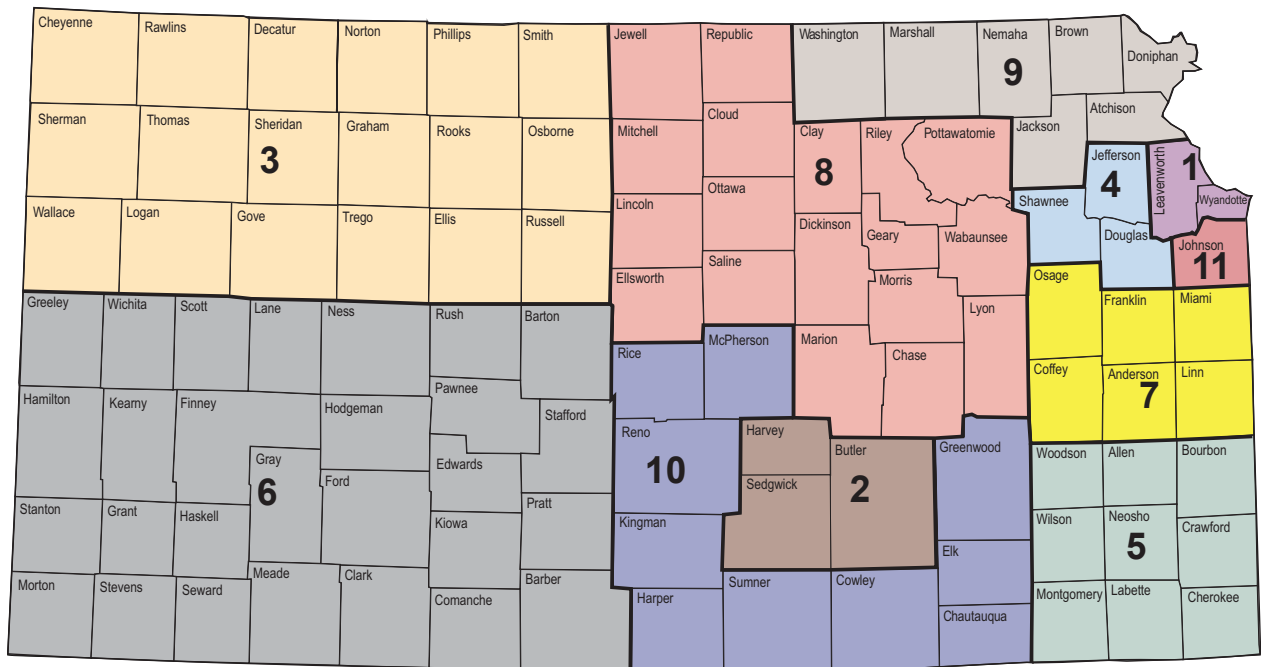 Cheyenne
Rawlins
Decatur
Norton
Phillips
Smith
Jewell
Republic
Washington
Marshall
Nemaha
Brown
Doniphan
9
Sherman
Thomas
Sheridan
Graham
Rooks
Osborne
Mitchell
Cloud
Clay
Riley
Pottawatomie
Jackson
Atchison
3
8
Jefferson
4
Leavenworth
1
Wyandotte
Wallace
Logan
Gove
Trego
Ellis
Russell
Lincoln
Ottawa
Dickinson
Geary
Wabaunsee
Shawnee
Douglas
Johnson
11
Ellsworth
Saline
Morris
Lyon
Osage
Franklin
Miami
Greeley
Wichita
Scott
Lane
Ness
Rush
Barton
Rice
McPherson
Marion
Chase
Coffey
Anderson
7
Linn
Hamilton
Kearny
Finney
Hodgeman
Pawnee
Stafford
Reno
Harvey
Butler
Greenwood
Woodson
Allen
Bourbon
Gray
6
Ford
Edwards
10
Sedgwick
2
Stanton
Grant
Haskell
Kiowa
Pratt
Kingman
Elk
Wilson
Neosho
5
Crawford
Morton
Stevens
Seward
Meade
Clark
Comanche
Barber
Harper
Sumner
Cowley
Chautauqua
Montgomery
Labette
Cherokee